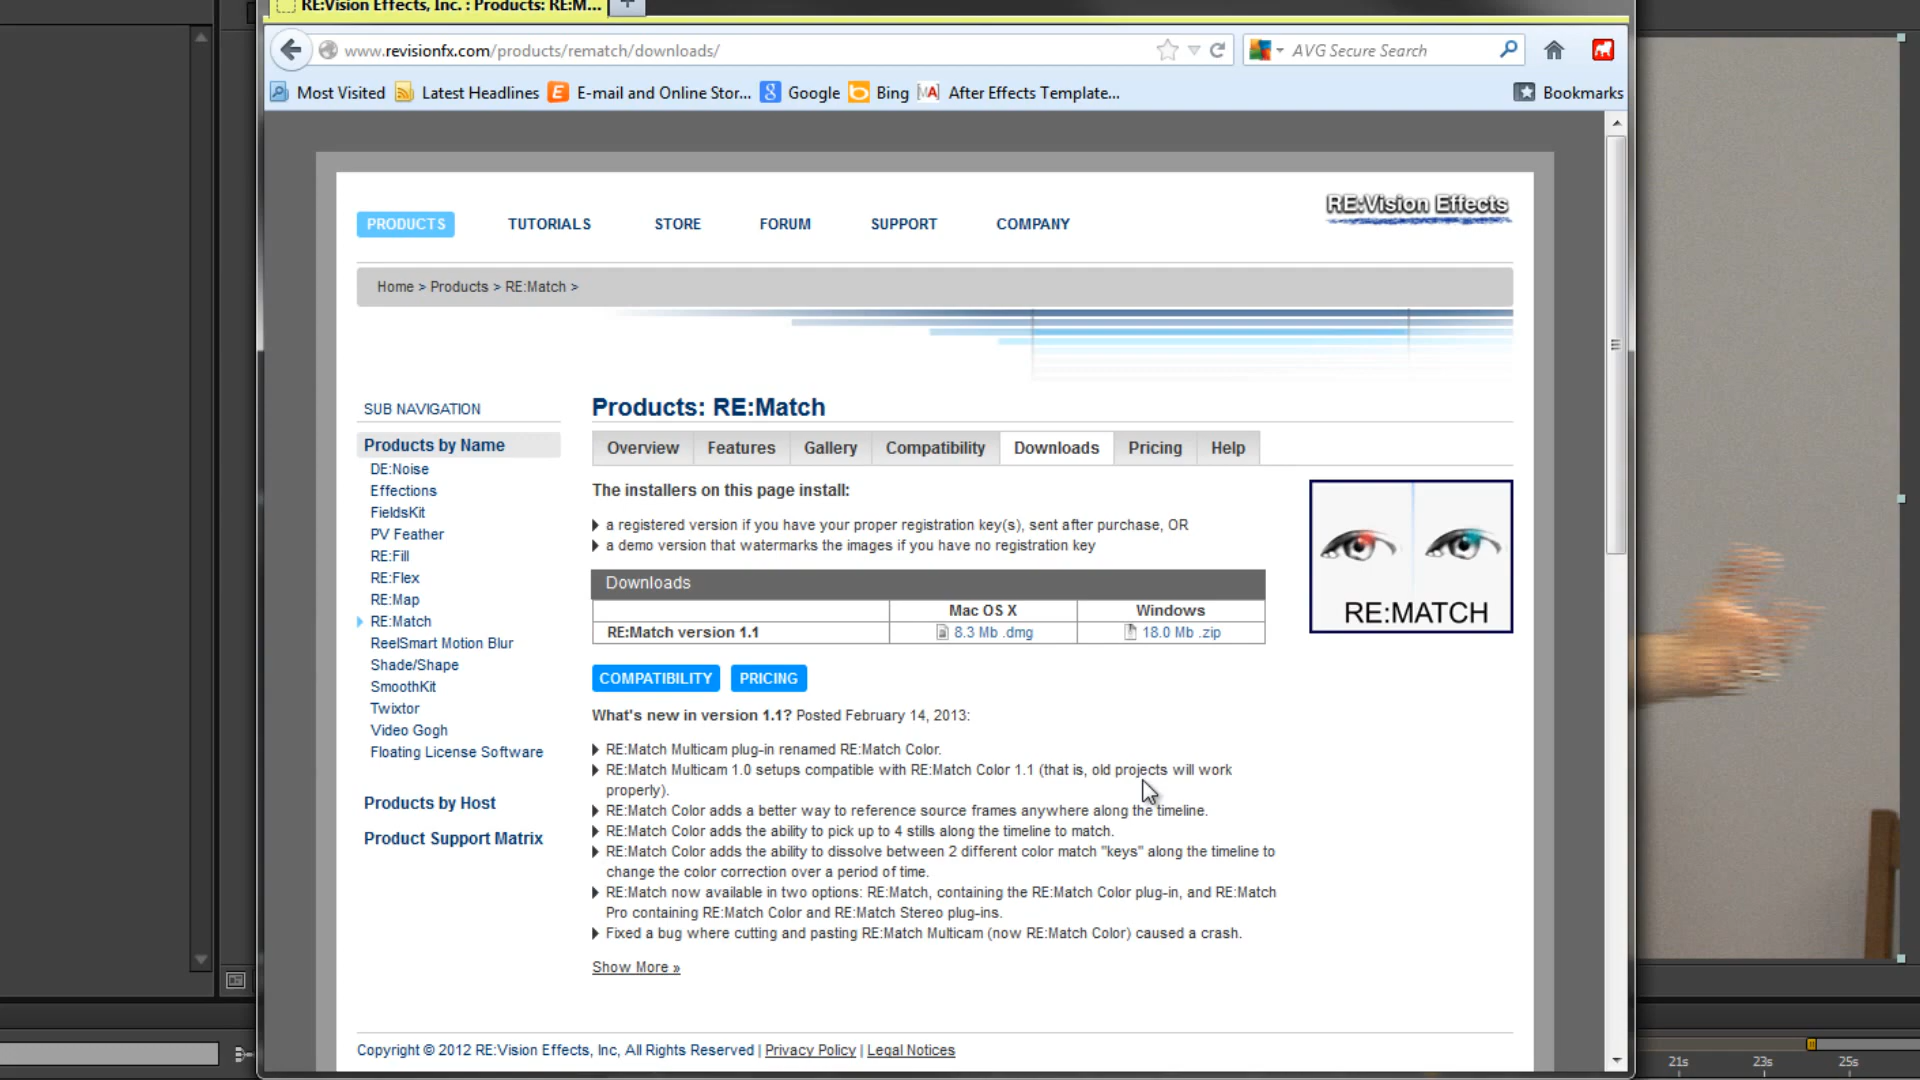 RE:Vision Effects, Inc. : Products: RE:M...
www.revisionfx.com/products/rematch/downloads/
AVG Secure Search
Most Visited
Latest Headlines
E-mail and Online Stor...
Google
Bing
After Effects Template...
Bookmarks
PRODUCTS
TUTORIALS
STORE
FORUM
SUPPORT
COMPANY
RE:Vision Effects
Home > Products > RE:Match >
SUB NAVIGATION
Products by Name
DE:Noise
Effections
FieldsKit
PV Feather
RE:Fill
RE:Flex
RE:Map
RE:Match
ReelSmart Motion Blur
Shade/Shape
SmoothKit
Twixtor
Video Gogh
Floating License Software
Products by Host
Product Support Matrix
Products: RE:Match
Overview
Features
Gallery
Compatibility
Downloads
Pricing
Help
The installers on this page install:
a registered version if you have your proper registration key(s), sent after purchase, OR
a demo version that watermarks the images if you have no registration key
Downloads
Mac OS X
Windows
RE:Match version 1.1
8.3 Mb .dmg
18.0 Mb .zip
RE:MATCH
COMPATIBILITY
PRICING
What's new in version 1.1? Posted February 14, 2013:
RE:Match Multicam plug-in renamed RE:Match Color.
RE:Match Multicam 1.0 setups compatible with RE:Match Color 1.1 (that is, old projects will work
properly).
RE:Match Color adds a better way to reference source frames anywhere along the timeline.
RE:Match Color adds the ability to pick up to 4 stills along the timeline to match.
RE:Match Color adds the ability to dissolve between 2 different color match "keys" along the timeline to
change the color correction over a period of time.
RE:Match now available in two options: RE:Match, containing the RE:Match Color plug-in, and RE:Match
Pro containing RE:Match Color and RE:Match Stereo plug-ins.
Fixed a bug where cutting and pasting RE:Match Multicam (now RE:Match Color) caused a crash.
Show More »
Copyright © 2012 RE:Vision Effects, Inc, All Rights Reserved | Privacy Policy | Legal Notices
21s
23s
25s